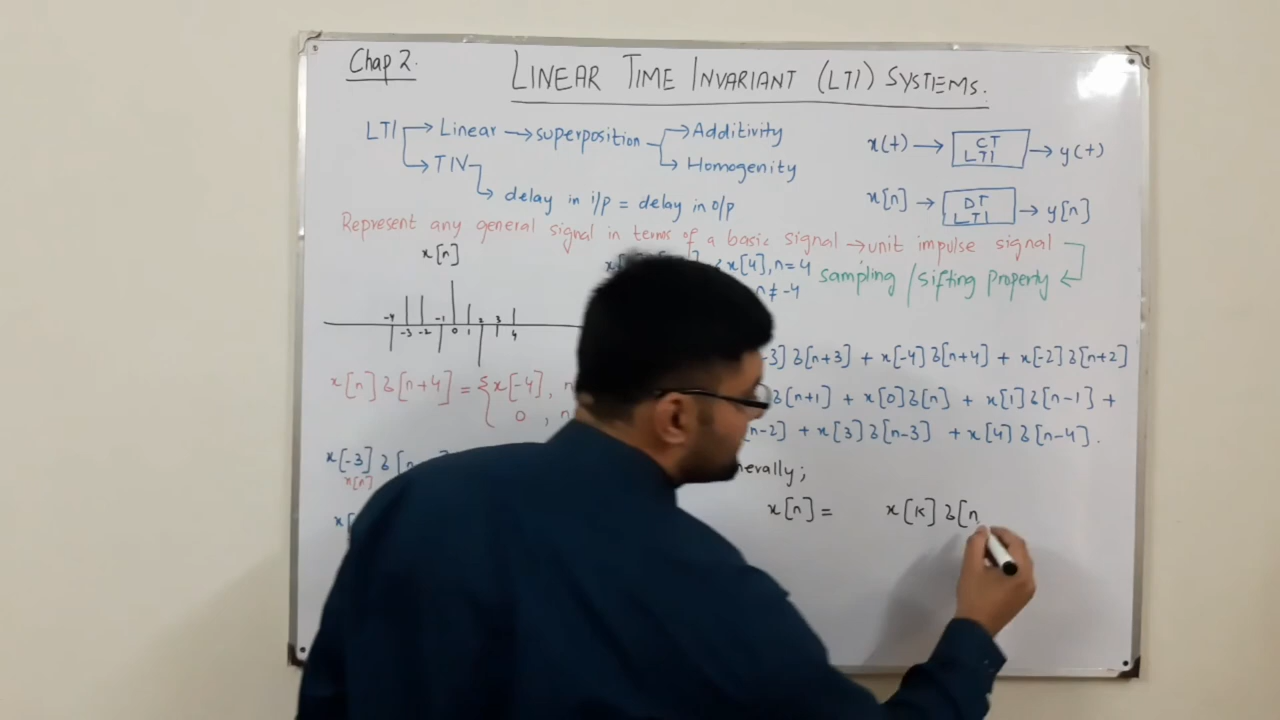 Chap 2.
LINEAR TIME INVARIANT (LTI) SYSTEMS.
LTI → Linear → superposition → Additivity
→ Homogenity
→ TIV
→ delay in i/p = delay in o/p
x(t) → CT LTI → y(t)
x[n] → DT LTI → y[n]
Represent any general signal in terms of a basic signal → unit impulse signal
sampling / sifting property
x[n]
-4 -3 -2 -1 0 1 2 3 4
x[4], n=4
n ≠ -4
x[n] δ[n+4] = { x[-4],
0,
x[-3] δ[n
x[n]
-3] δ[n+3] + x[-4] δ[n+4] + x[-2] δ[n+2]
δ[n+1] + x[0] δ[n] + x[1] δ[n-1] +
[n-2] + x[3] δ[n-3] + x[4] δ[n-4].
erally;
x[n] = x[k] δ[n